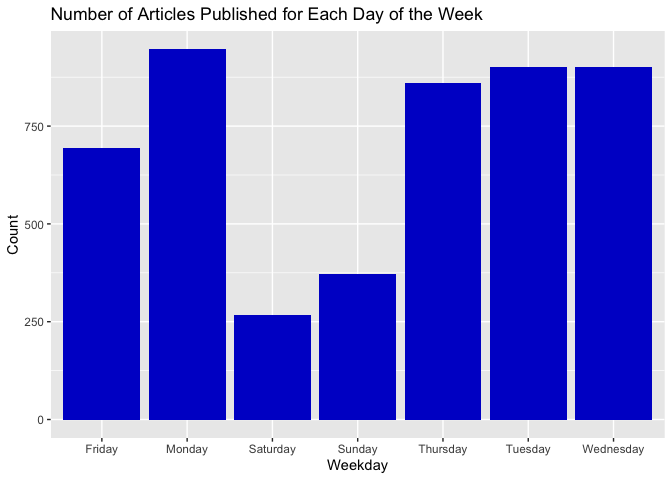 Number of Articles Published for Each Day of the Week
Count
750
500
250
0
Friday Monday Saturday Sunday Thursday Tuesday Wednesday
Weekday